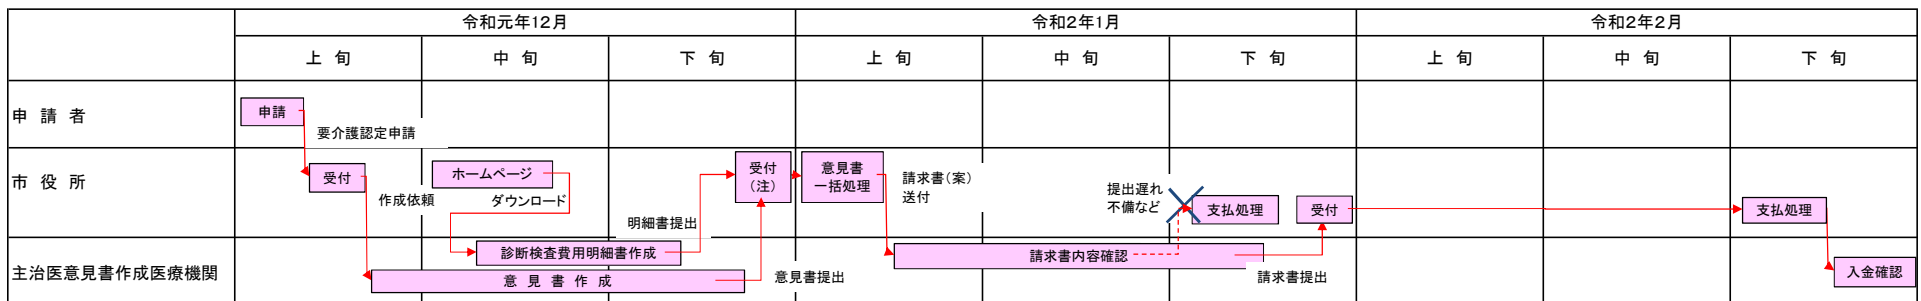 令和元年12月
令和2年1月
令和2年2月
上 旬
中 旬
下 旬
上 旬
中 旬
下 旬
上 旬
中 旬
下 旬
申 請 者
申請
要介護認定申請
市 役 所
受付
作成依頼
ホームページ
ダウンロード
明細書提出
受付
(注)
意見書
一括処理
請求書(案)
送付
提出遅れ
不備など
支払処理
受付
支払処理
主治医意見書作成医療機関
診断検査費用明細書作成
意 見 書 作 成
意見書提出
請求書内容確認
請求書提出
入金確認